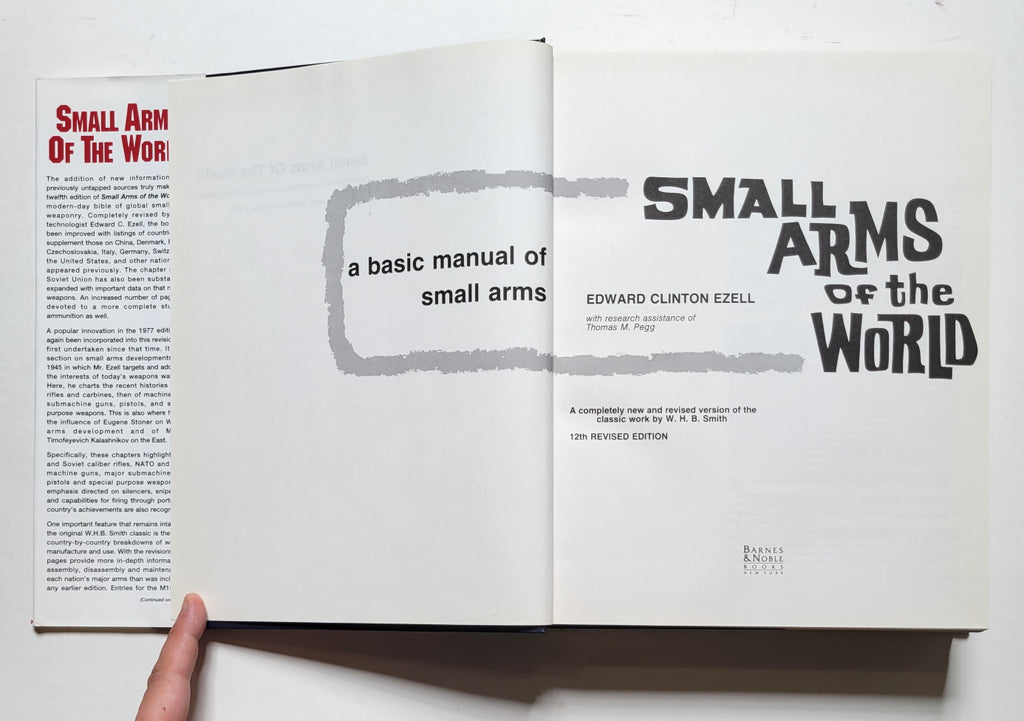 SMALL ARM
OF THE WOR
The addition of new information
previously untapped sources truly mak
twelfth edition of Small Arms of the Wo
modern-day bible of global small
weaponry. Completely revised by
technologist Edward C. Ezell, the bo
been improved with listings of countri
supplement those on China, Denmark,
Czechoslovakia, Italy, Germany, Switz
the United States, and other nation
appeared previously. The chapter
Soviet Union has also been substa
expanded with important data on that n
weapons. An increased number of pag
devoted to a more complete stu
ammunition as well.
A popular innovation in the 1977 editi
again been incorporated into this revisi
first undertaken since that time. It
section on small arms developments
1945 in which Mr. Ezell targets and add
the interests of today's weapons wa
Here, he charts the recent histories
rifles and carbines, then of machine
submachine guns, pistols, and s
purpose weapons. This is also where h
the influence of Eugene Stoner on W
arms development and of M
Timofeyevich Kalashnikov on the East.
Specifically, these chapters highlight
and Soviet caliber rifles, NATO and
machine guns, major submachine
pistols and special purpose weapon
emphasis directed on silencers, snipe
and capabilities for firing through port
country's achievements are also recogn
One important feature that remains inta
the original W.H.B. Smith classic is the
country-by-country breakdowns of w
manufacture and use. With the revisions
pages provide more in-depth informa
assembly, disassembly and maintena
each nation's major arms than was incl
any earlier edition. Entries for the M1
(Continued on
a basic manual of
small arms
SMALL
ARMS
of the
WORLD
EDWARD CLINTON EZELL
with research assistance of
Thomas M. Pegg
A completely new and revised version of the
classic work by W. H. B. Smith
12th REVISED EDITION
BARNES
& NOBLE
BOOKS
NEW YORK